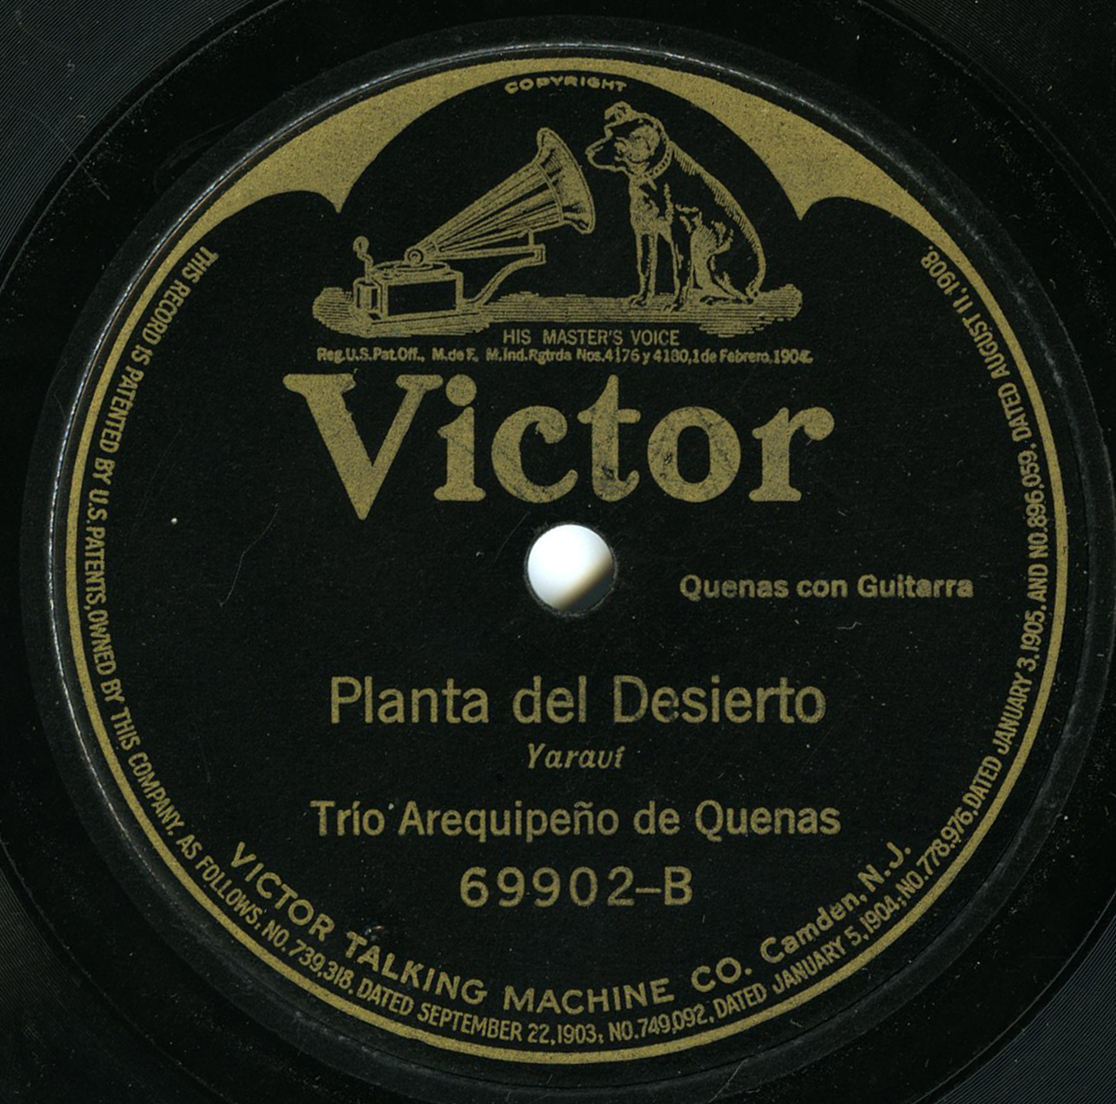 COPYRIGHT
HIS MASTER'S VOICE
Reg.U.S.Pat.Off., M.de F. M.Ind.Rgtrda Nos.4176 y 4180,1 de Febrero,1904.
Victor
Quenas con Guitarra
Planta del Desierto
Yaraví
Trío Arequipeño de Quenas
69902-B
VICTOR TALKING MACHINE CO. Camden, N.J.
THIS RECORD IS PATENTED BY U.S. PATENTS, OWNED BY THIS COMPANY, AS FOLLOWS; NO. 739,318, DATED SEPTEMBER 22, 1903; NO. 749,092, DATED JANUARY 5, 1904; NO. 778,976, DATED JANUARY 3, 1905. AND NO. 896,059, DATED AUGUST 11, 1908.